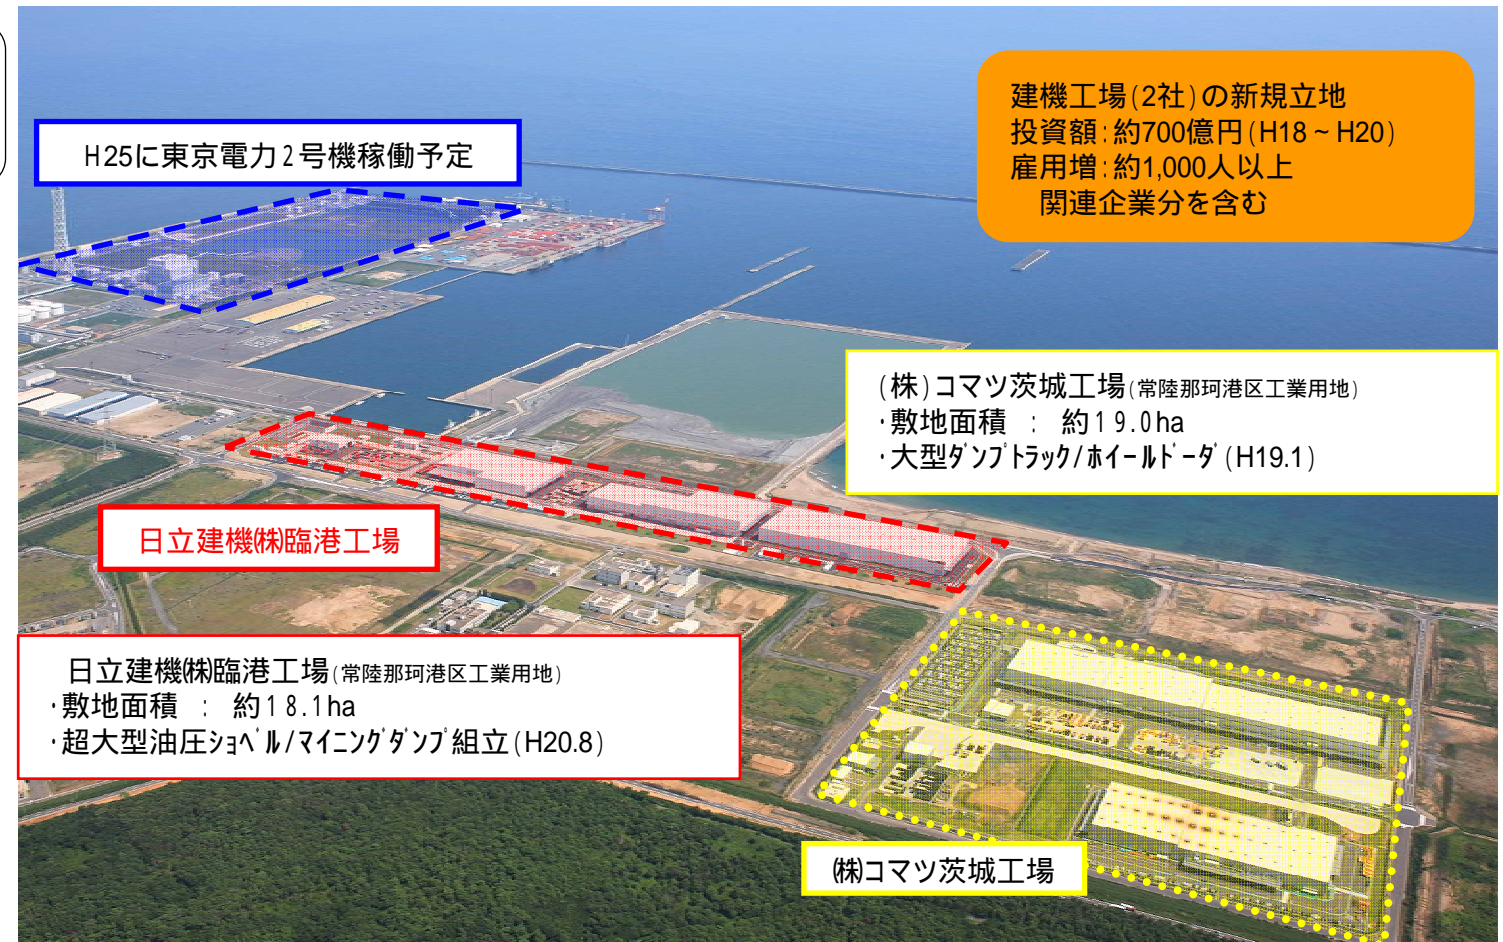 H25に東京電力2号機稼働予定
建機工場(2社)の新規立地
投資額:約700億円(H18~H20)
雇用増:約1,000人以上
関連企業分を含む
(株)コマツ茨城工場(常陸那珂港区工業用地)
・敷地面積 : 約19.0ha
・大型ダンプトラック/ホイールドーダ(H19.1)
日立建機㈱臨港工場
日立建機㈱臨港工場(常陸那珂港区工業用地)
・敷地面積 : 約18.1ha
・超大型油圧ショベル/マイニングダンプ組立(H20.8)
㈱コマツ茨城工場